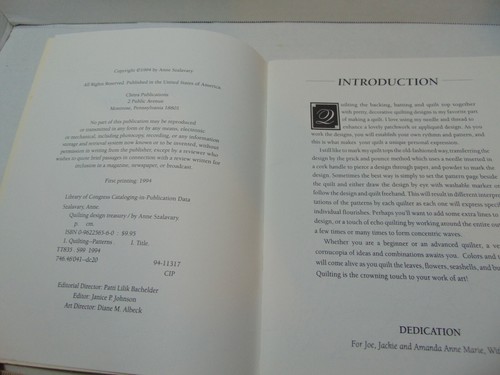 Copyright ©1994 by Anne Szalavary.
All Rights Reserved. Published in the United States of America.
Chitra Publications
2 Public Avenue
Montrose, Pennsylvania 18801
No part of this publication may be reproduced
or transmitted in any form or by any means, electronic
or mechanical, including photocopy, recording, or any information
storage and retrieval system now known or to be invented, without
permission in writing from the publisher, except by a reviewer who
wishes to quote brief passages in connection with a review written for
inclusion in a magazine, newspaper, or broadcast.
First printing: 1994
Library of Congress Cataloging-in-Publication Data
Szalavary, Anne.
Quilting design treasury / by Anne Szalavary.
p. cm.
ISBN 0-9622565-6-0 : $9.95
1. Quilting--Patterns I. Title.
TT835 .S99 1994
746.46'041--dc20 94-11317
CIP
Editorial Director: Patti Lilik Bachelder
Editor: Janice P. Johnson
Art Director: Diane M. Albeck
INTRODUCTION
Quilting the backing, batting and quilt top together
with pretty, decorative quilting designs is my favorite part
of making a quilt. I love using my needle and thread to
enhance a lovely patchwork or appliquéd design. As you
work the designs, you will establish your own rythms and patterns, and
this is what makes your quilt a unique personal expression.
I still like to mark my quilt tops the old-fashioned way, transferring the
design by the prick and pounce method which uses a needle inserted in
a cork handle to pierce a design through paper, and powder to mark the
design. Sometimes the best way is simply to set the pattern page beside
the quilt and either draw the design by eye with washable marker or
follow the design and quilt freehand. This will result in different interpre
tations of the patterns by each quilter as each one will express specifi
individual flourishes. Perhaps you'll want to add some extra lines to
design, or a touch of echo quilting by working around the entire out
a few times or many times to form concentric waves.
Whether you are a beginner or an advanced quilter, a ver
cornucopia of ideas and combinations awaits you. Colors and
will come alive as you quilt the leaves, flowers, seashells, and bu
Quilting is the crowning touch to your work of art!
DEDICATION
For Joe, Jackie and Amanda Anne Marie, Wit